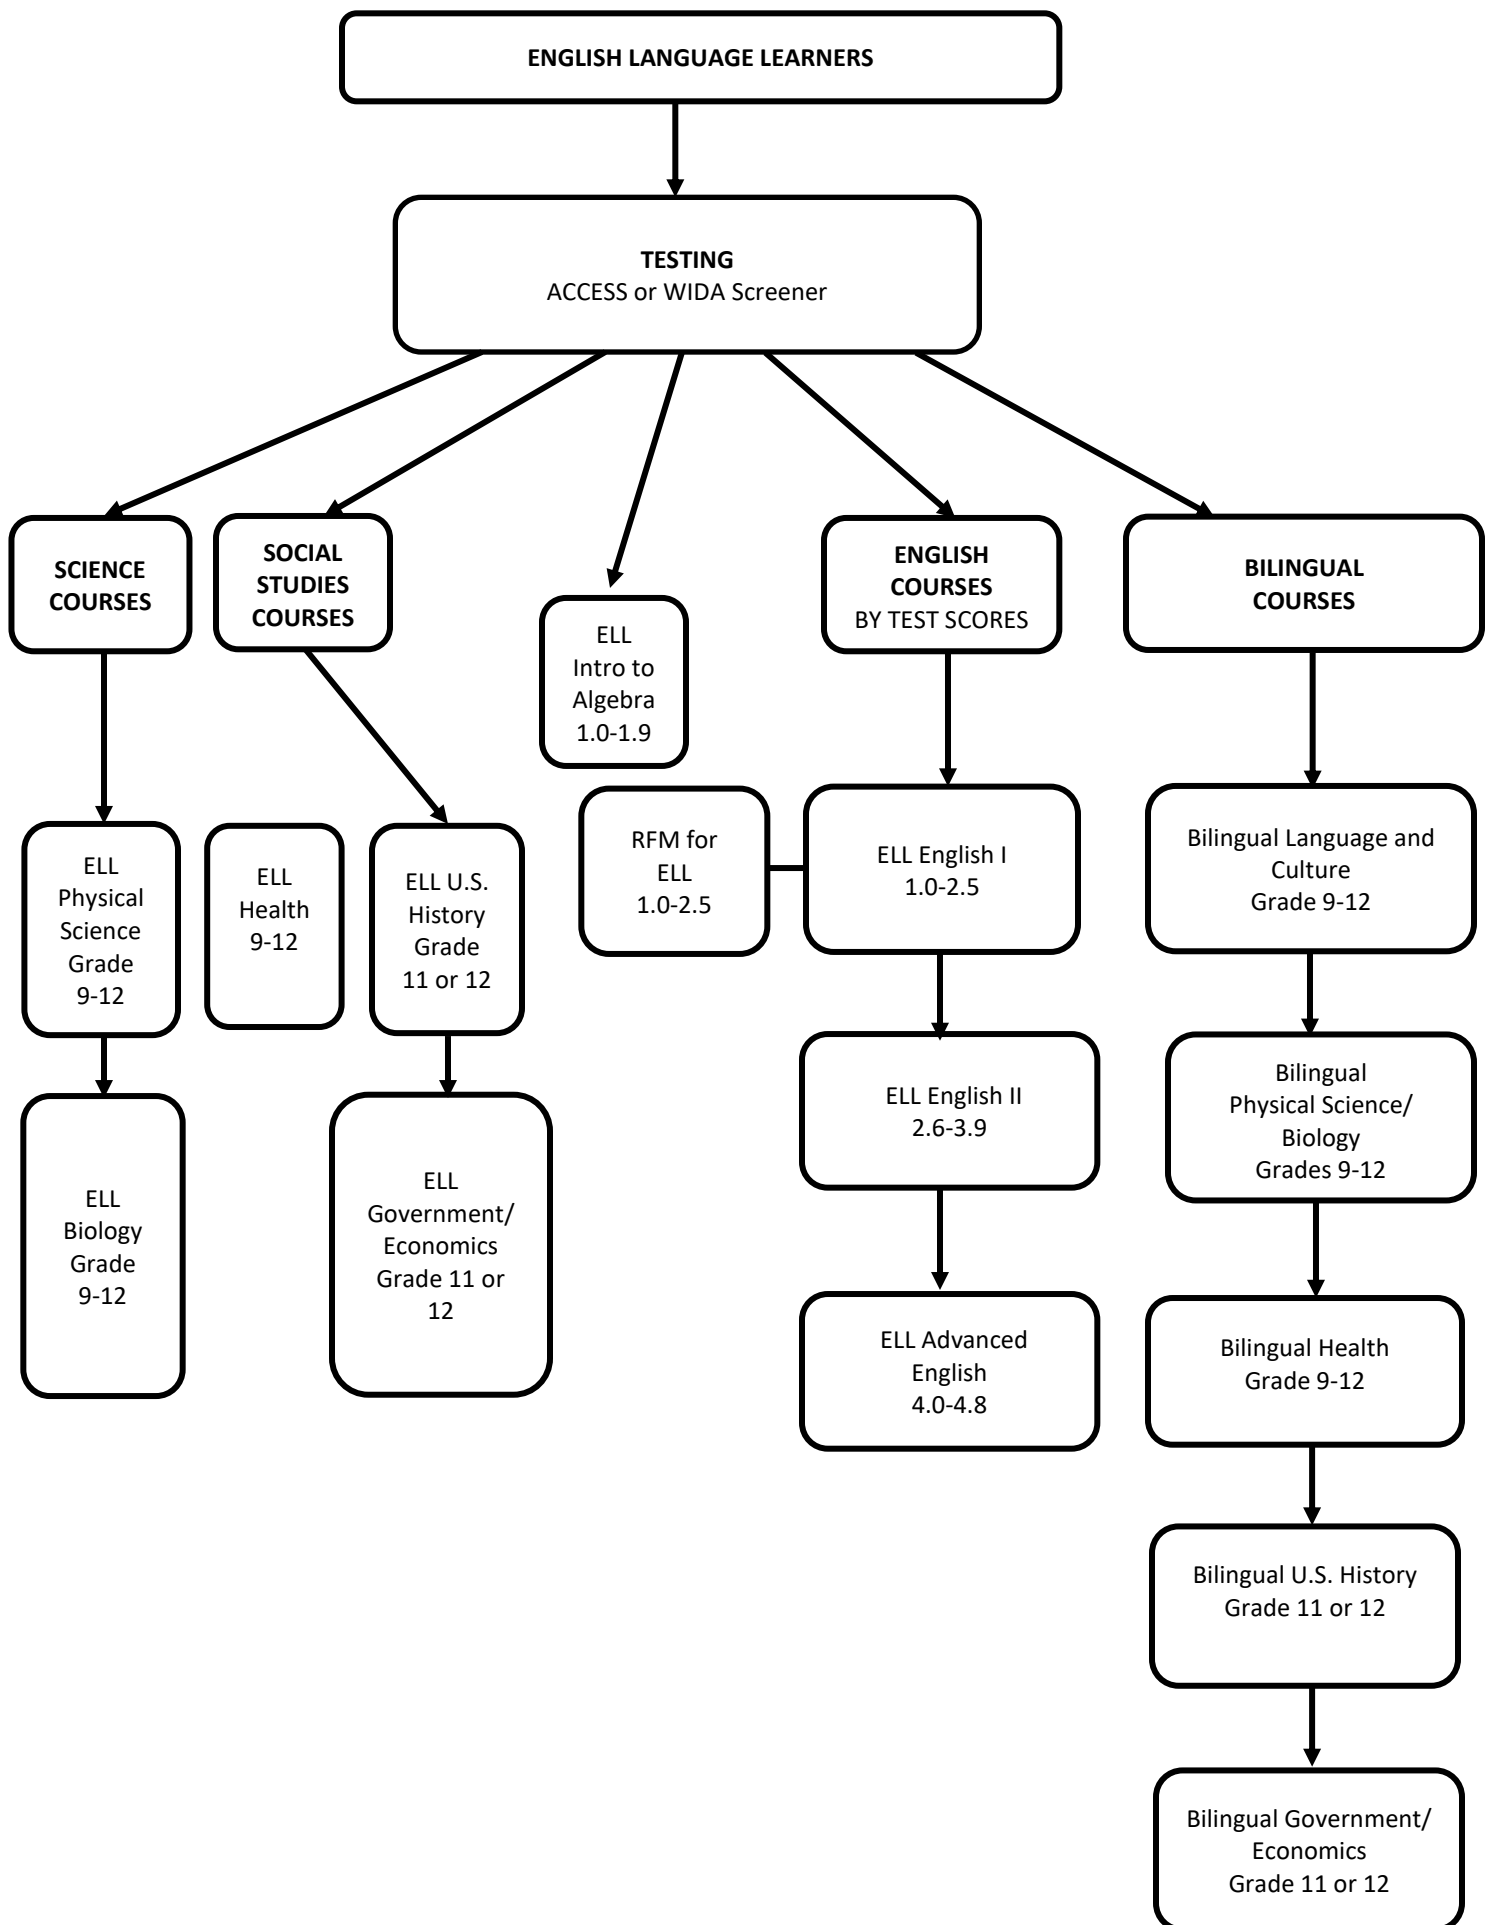 ENGLISH LANGUAGE LEARNERS
TESTING
ACCESS or WIDA Screener
SCIENCE
COURSES
SOCIAL
STUDIES
COURSES
ELL
Intro to
Algebra
1.0-1.9
ENGLISH
COURSES
BY TEST SCORES
BILINGUAL
COURSES
ELL
Physical
Science
Grade
9-12
ELL
Health
9-12
ELL U.S.
History
Grade
11 or 12
RFM for
ELL
1.0-2.5
ELL English I
1.0-2.5
Bilingual Language and
Culture
Grade 9-12
ELL English II
2.6-3.9
Bilingual
Physical Science/
Biology
Grades 9-12
ELL
Biology
Grade
9-12
ELL
Government/
Economics
Grade 11 or
12
ELL Advanced
English
4.0-4.8
Bilingual Health
Grade 9-12
Bilingual U.S. History
Grade 11 or 12
Bilingual Government/
Economics
Grade 11 or 12